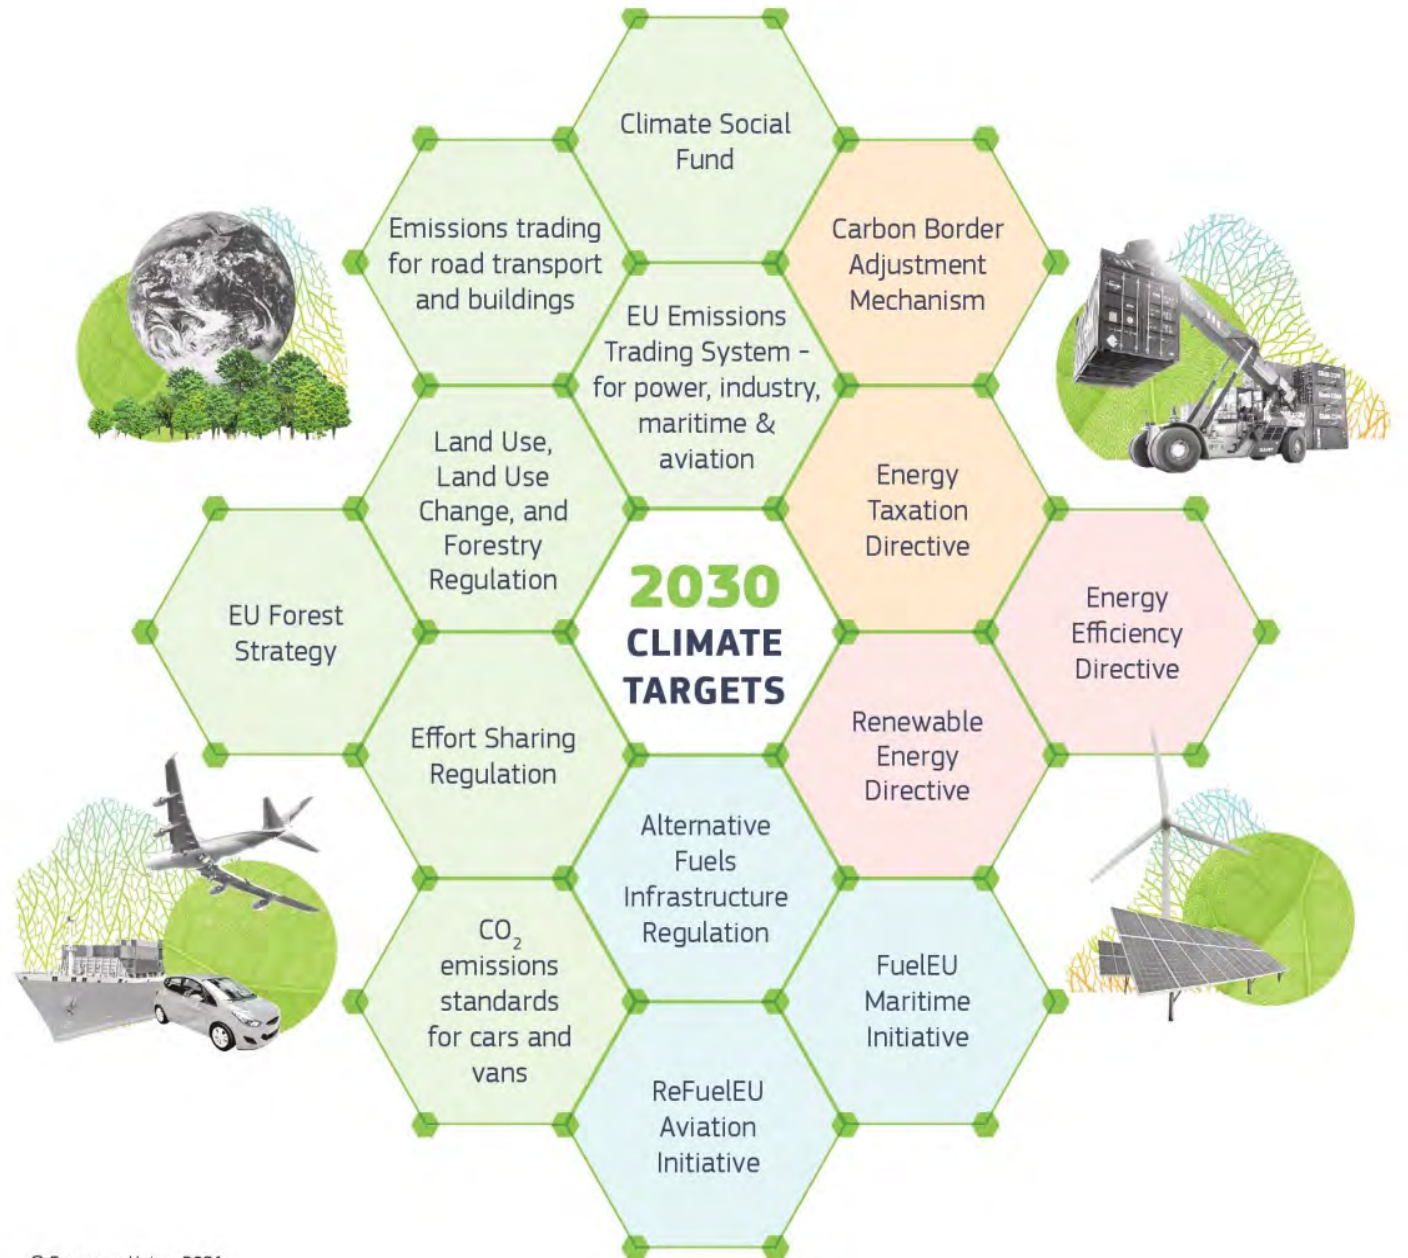 Climate Social
Fund
Emissions trading
for road transport
and buildings
Carbon Border
Adjustment
Mechanism
EU Emissions
Trading System -
for power, industry,
maritime &
aviation
Land Use,
Land Use
Change, and
Forestry
Regulation
Energy
Taxation
Directive
EU Forest
Strategy
2030
CLIMATE
TARGETS
Energy
Efficiency
Directive
Effort Sharing
Regulation
Renewable
Energy
Directive
Alternative
Fuels
Infrastructure
Regulation
CO₂
emissions
standards
for cars and
vans
FuelEU
Maritime
Initiative
ReFuelEU
Aviation
Initiative